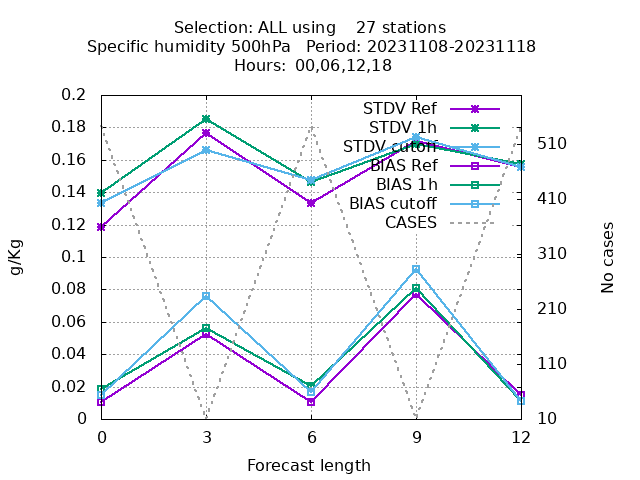 Selection: ALL using    27 stations
Specific humidity 500hPa   Period: 20231108-20231118
Hours: 00,06,12,18
STDV Ref
STDV 1h
STDV cutoff
BIAS Ref
BIAS 1h
BIAS cutoff
CASES
0.2
0.18
0.16
0.14
0.12
0.1
0.08
0.06
0.04
0.02
0
g/Kg
510
410
310
210
110
10
No cases
0 3 6 9 12
Forecast length